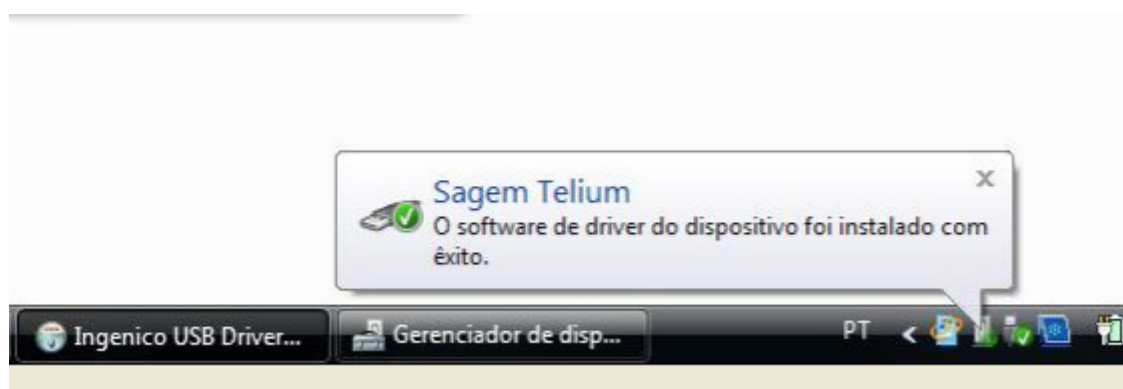 Sagem Telium
O software de driver do dispositivo foi instalado com
êxito.
Ingenico USB Driver...
Gerenciador de disp...
PT